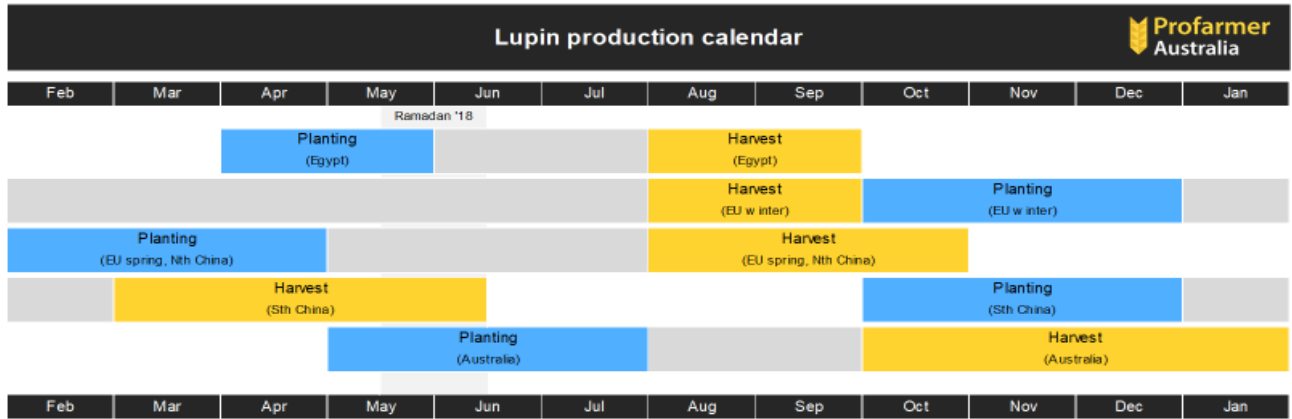 Lupin production calendar
Profarmer
Australia
Feb Mar Apr May Jun Jul Aug Sep Oct Nov Dec Jan
Ramadan '18
Planting Harvest
(Egypt) (Egypt)
Harvest Planting
(EU winter) (EU winter)
Planting Harvest
(EU spring, Nth China) (EU spring, Nth China)
Harvest Planting
(Sth China) (Sth China)
Planting Harvest
(Australia) (Australia)
Feb Mar Apr May Jun Jul Aug Sep Oct Nov Dec Jan